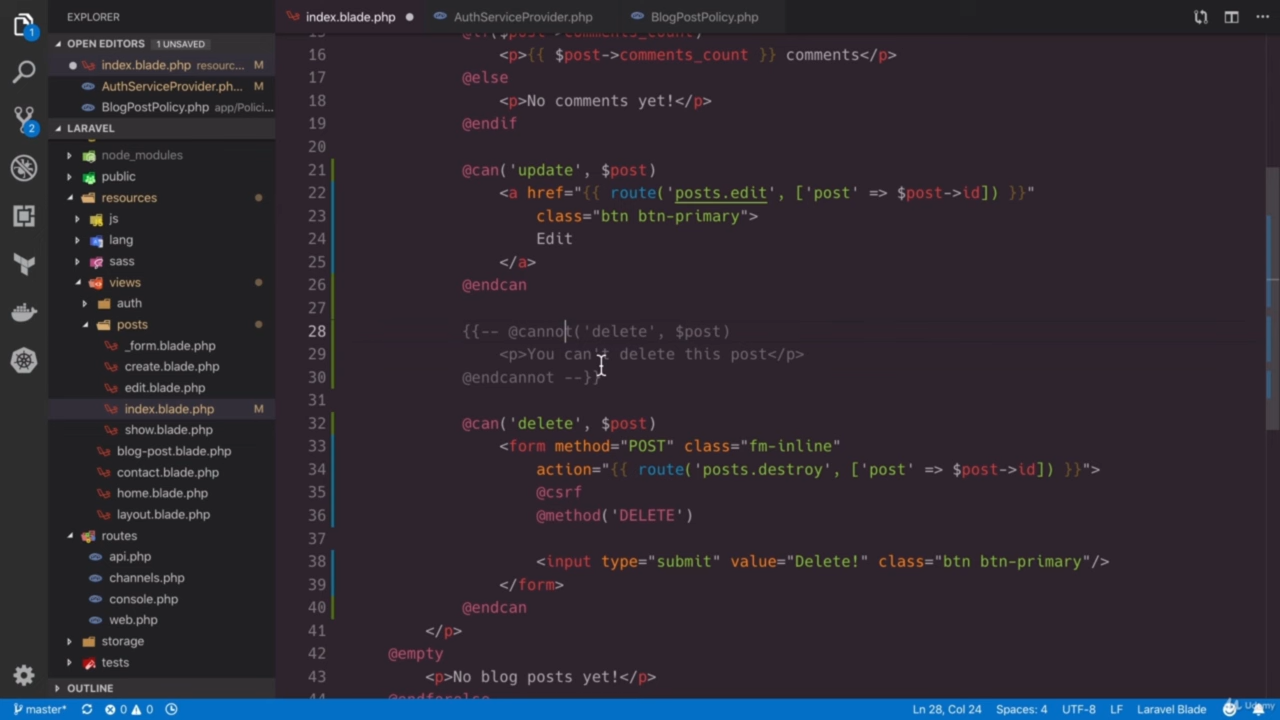 EXPLORER
OPEN EDITORS 1 UNSAVED
index.blade.php resourc... M
AuthServiceProvider.ph... M
BlogPostPolicy.php app/Polici...
LARAVEL
node_modules
public
resources
js
lang
sass
views
auth
posts
_form.blade.php
create.blade.php
edit.blade.php
index.blade.php M
show.blade.php
blog-post.blade.php
contact.blade.php
home.blade.php
layout.blade.php
routes
api.php
channels.php
console.php
web.php
storage
tests
OUTLINE
1
2
index.blade.php AuthServiceProvider.php BlogPostPolicy.php
15 @if($post->comments_count)
16 <p>{{ $post->comments_count }} comments</p>
17 @else
18 <p>No comments yet!</p>
19 @endif
20
21 @can('update', $post)
22 <a href="{{ route('posts.edit', ['post' => $post->id]) }}"
23 class="btn btn-primary">
24 Edit
25 </a>
26 @endcan
27
28 {{-- @cannot('delete', $post)
29 <p>You can't delete this post</p>
30 @endcannot --}}
31
32 @can('delete', $post)
33 <form method="POST" class="fm-inline"
34 action="{{ route('posts.destroy', ['post' => $post->id]) }}">
35 @csrf
36 @method('DELETE')
37
38 <input type="submit" value="Delete!" class="btn btn-primary"/>
39 </form>
40 @endcan
41 </p>
42 @empty
43 <p>No blog posts yet!</p>
44 @endforelse
master* 0 0 Ln 28, Col 24 Spaces: 4 UTF-8 LF Laravel Blade
Udemy